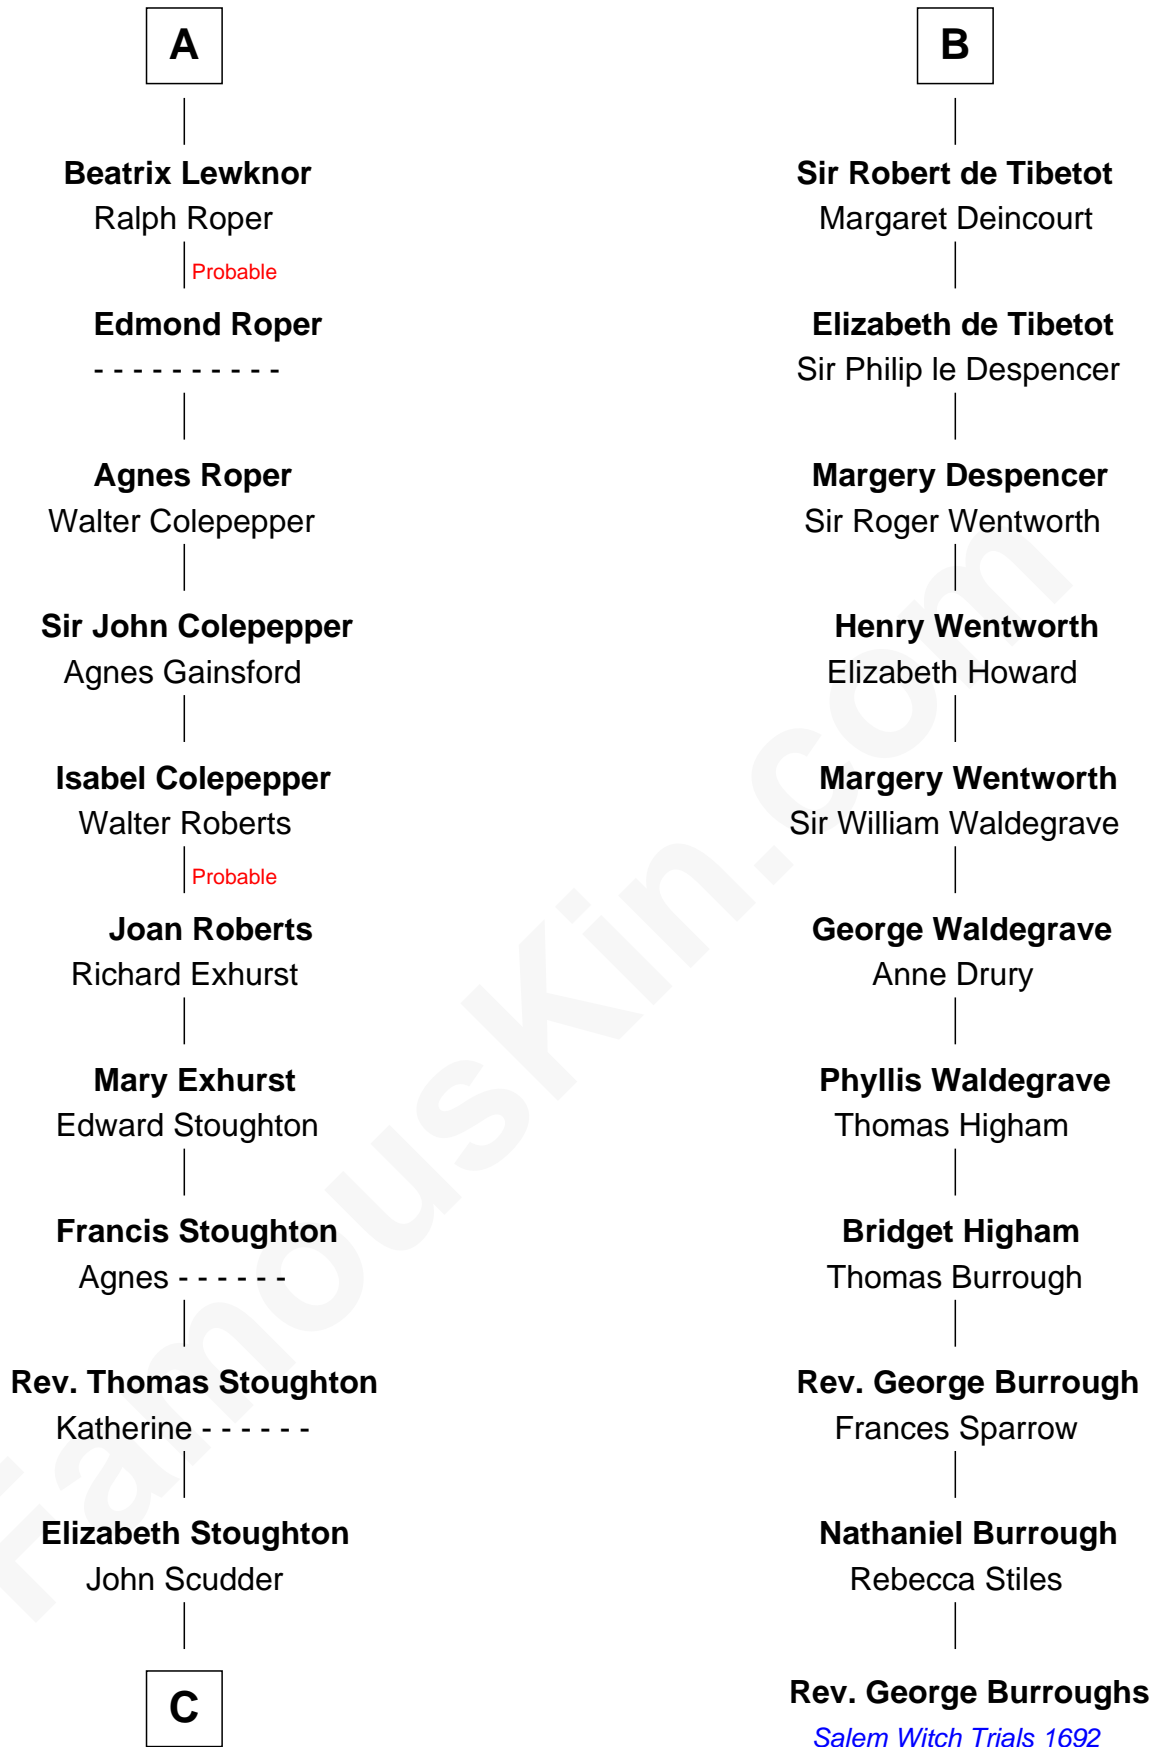 A
Beatrix Lewknor
Ralph Roper
Probable
Edmond Roper
- - - - - - - - - -
Agnes Roper
Walter Colepepper
Sir John Colepepper
Agnes Gainsford
Isabel Colepepper
Walter Roberts
Probable
Joan Roberts
Richard Exhurst
Mary Exhurst
Edward Stoughton
Francis Stoughton
Agnes - - - - - -
Rev. Thomas Stoughton
Katherine - - - - - -
Elizabeth Stoughton
John Scudder
C
B
Sir Robert de Tibetot
Margaret Deincourt
Elizabeth de Tibetot
Sir Philip le Despencer
Margery Despencer
Sir Roger Wentworth
Henry Wentworth
Elizabeth Howard
Margery Wentworth
Sir William Waldegrave
George Waldegrave
Anne Drury
Phyllis Waldegrave
Thomas Higham
Bridget Higham
Thomas Burrough
Rev. George Burrough
Frances Sparrow
Nathaniel Burrough
Rebecca Stiles
Rev. George Burroughs
Salem Witch Trials 1692
FamousKin.com